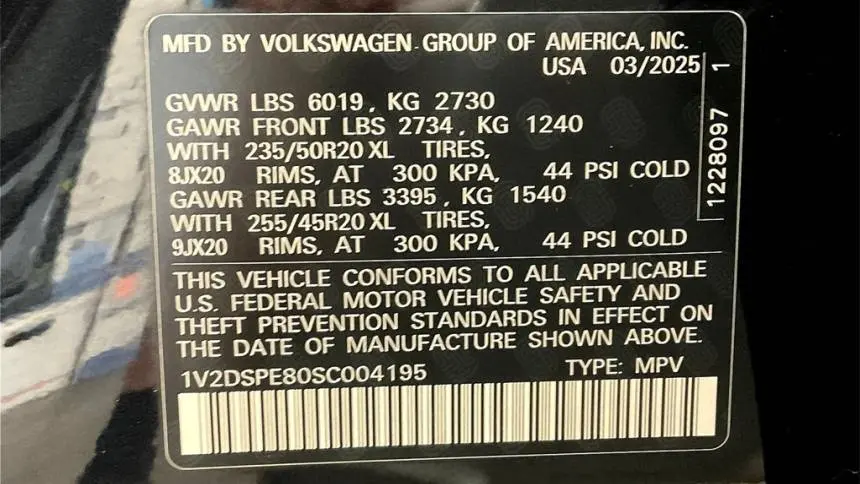 MFD BY VOLKSWAGEN GROUP OF AMERICA, INC.
USA 03/2025
GVWR LBS 6019, KG 2730
GAWR FRONT LBS 2734, KG 1240
WITH 235/50R20 XL TIRES,
8JX20 RIMS, AT 300 KPA, 44 PSI COLD
GAWR REAR LBS 3395, KG 1540
WITH 255/45R20 XL TIRES,
9JX20 RIMS, AT 300 KPA, 44 PSI COLD
1228097 1
THIS VEHICLE CONFORMS TO ALL APPLICABLE
U.S. FEDERAL MOTOR VEHICLE SAFETY AND
THEFT PREVENTION STANDARDS IN EFFECT ON
THE DATE OF MANUFACTURE SHOWN ABOVE.
1V2DSPE80SC004195 TYPE: MPV